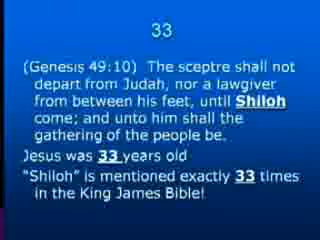 33
(Genesis 49:10)  The sceptre shall not
depart from Judah, nor a lawgiver
from between his feet, until Shiloh
come; and unto him shall the
gathering of the people be.
Jesus was 33 years old
“Shiloh” is mentioned exactly 33 times
in the King James Bible!